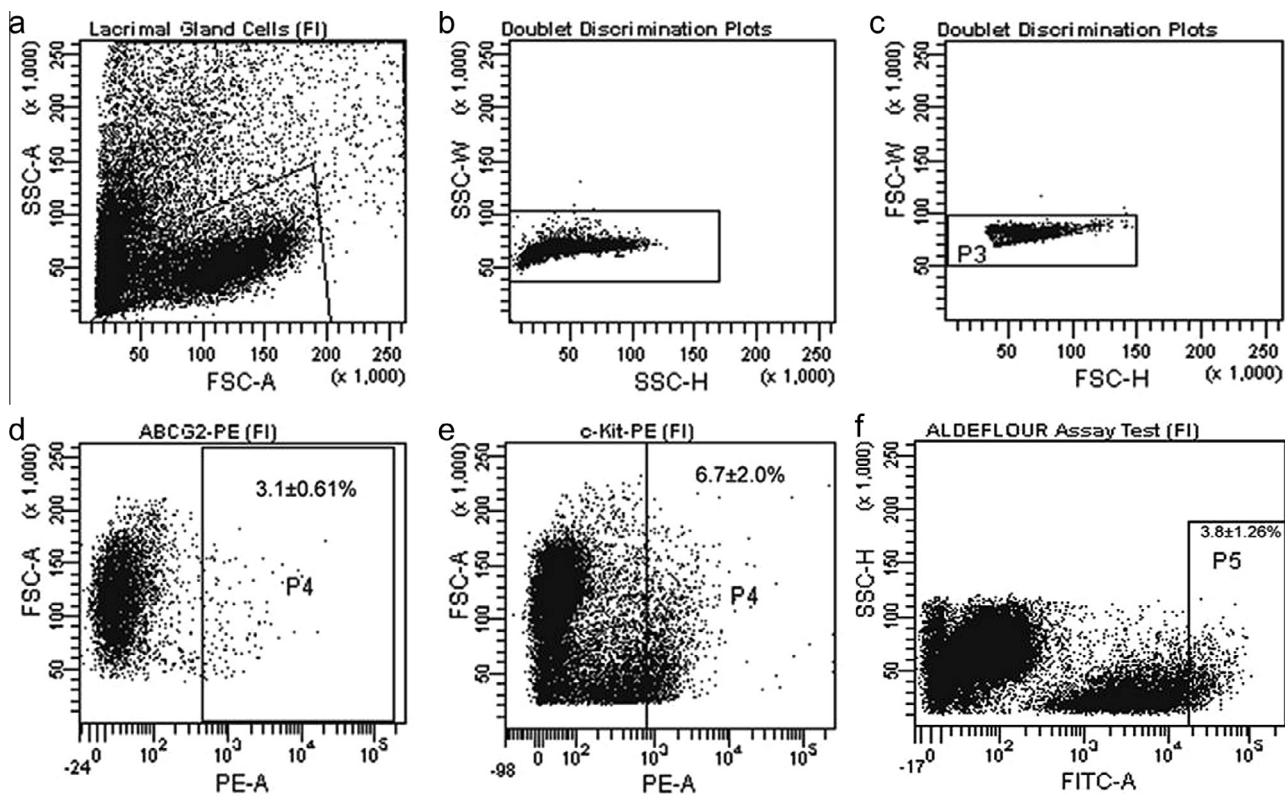 a
Lacrimal Gland Cells (FI)
(x 1,000)
SSC-A
50 100 150 200 250
50 100 150 200 250
FSC-A
(x 1,000)
b
Doublet Discrimination Plots
(x 1,000)
SSC-W
50 100 150 200 250
50 100 150 200 250
SSC-H
(x 1,000)
c
Doublet Discrimination Plots
(x 1,000)
FSC-W
50 100 150 200 250
P3
50 100 150 200 250
FSC-H
(x 1,000)
d
ABCG2-PE (FI)
(x 1,000)
FSC-A
50 100 150 200 250
3.1±0.61%
P4
-24 0 10² 10³ 10⁴ 10⁵
PE-A
e
c-Kit-PE (FI)
(x 1,000)
FSC-A
50 100 150 200 250
6.7±2.0%
P4
-98 0 10² 10³ 10⁴ 10⁵
PE-A
f
ALDEFLOUR Assay Test (FI)
(x 1,000)
SSC-H
50 100 150 200 250
3.8±1.26%
P5
-17 0 10² 10³ 10⁴ 10⁵
FITC-A